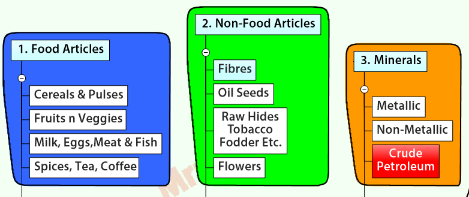 1. Food Articles
Cereals & Pulses
Fruits n Veggies
Milk, Eggs,Meat & Fish
Spices, Tea, Coffee
2. Non-Food Articles
Fibres
Oil Seeds
Raw Hides
Tobacco
Fodder Etc.
Flowers
3. Minerals
Metallic
Non-Metallic
Crude
Petroleum